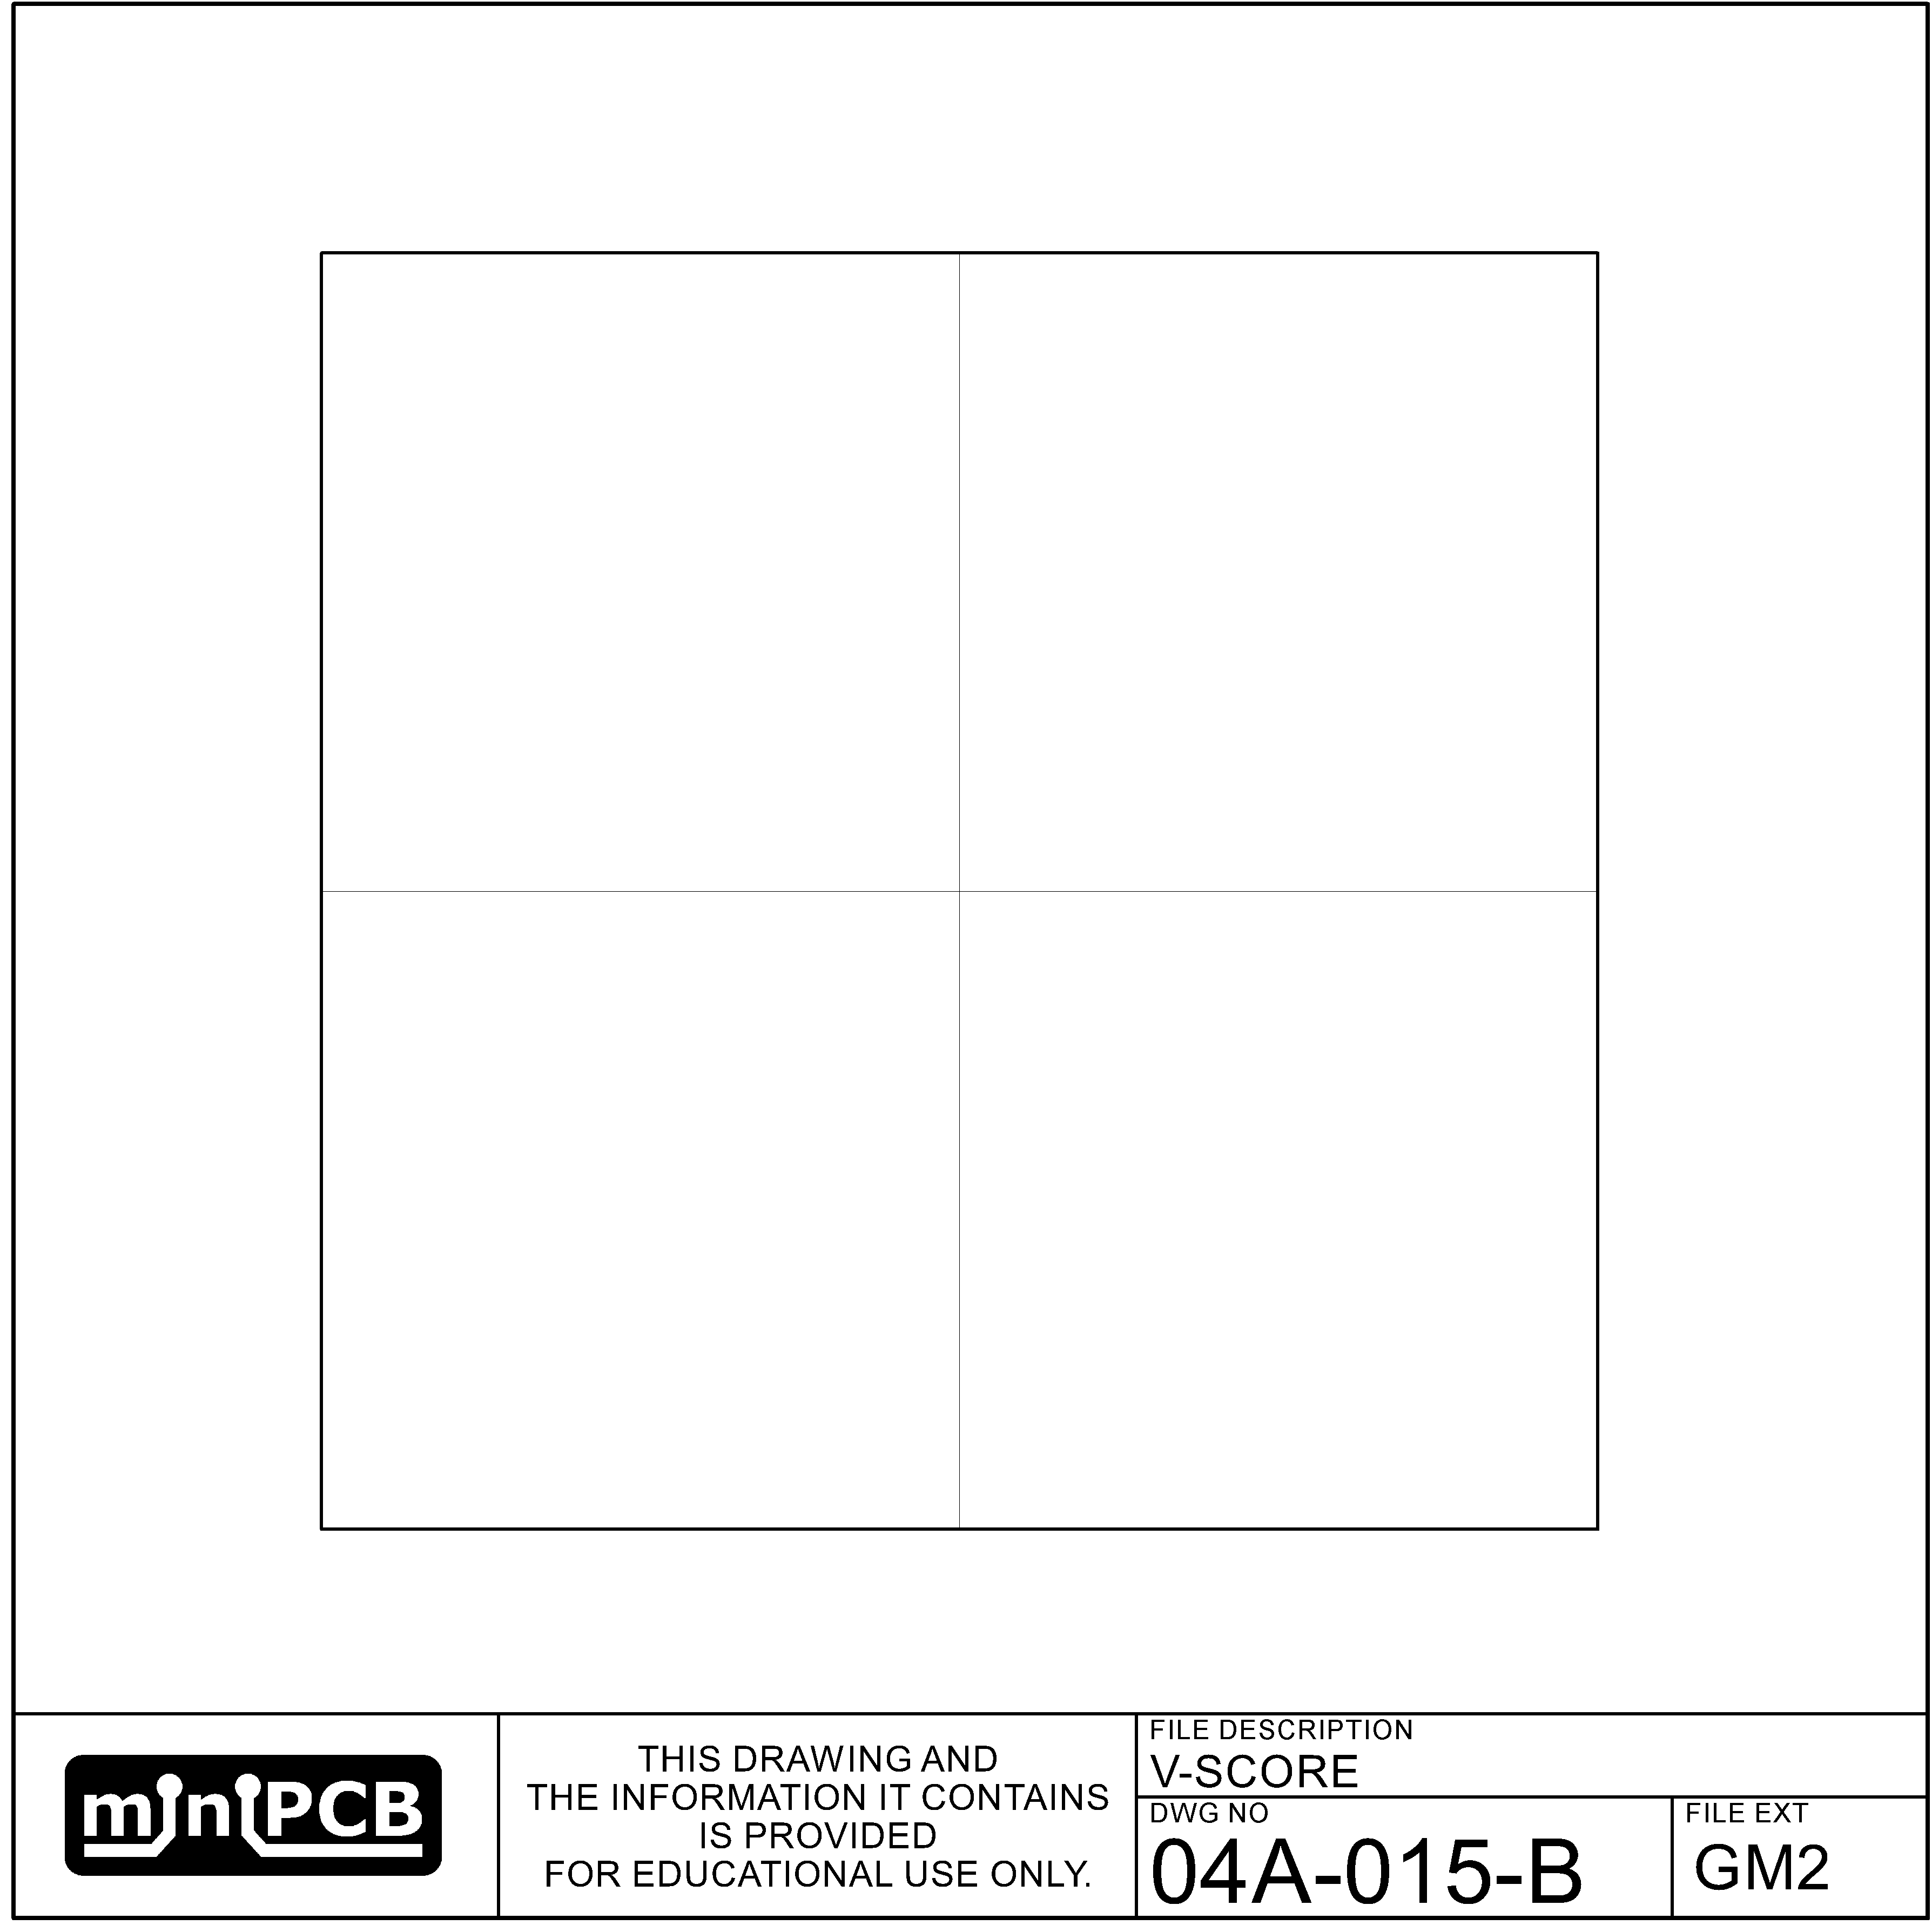 miniPCB
THIS DRAWING AND
THE INFORMATION IT CONTAINS
IS PROVIDED
FOR EDUCATIONAL USE ONLY.
FILE DESCRIPTION
V-SCORE
DWG NO
04A-015-B
FILE EXT
GM2